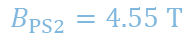 B_PS2 = 4.55 T